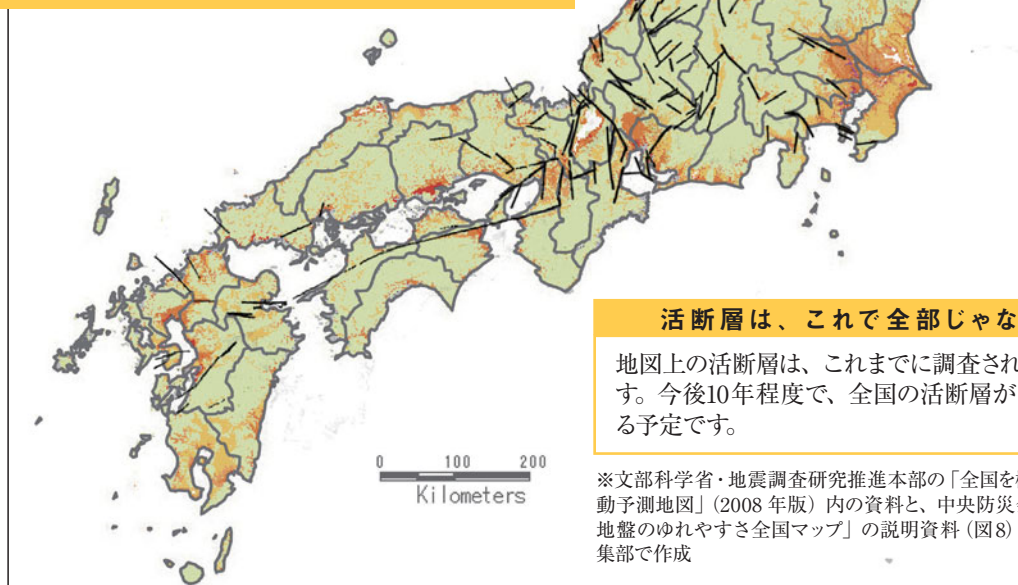 0 100 200
Kilometers
活断層は、これで全部じゃな
地図上の活断層は、これまでに調査され
す。今後10年程度で、全国の活断層が
る予定です。
※文部科学省・地震調査研究推進本部の「全国を
動予測地図」(2008 年版) 内の資料と、中央防災
地盤のゆれやすさ全国マップ」の説明資料 (図8)
集部で作成